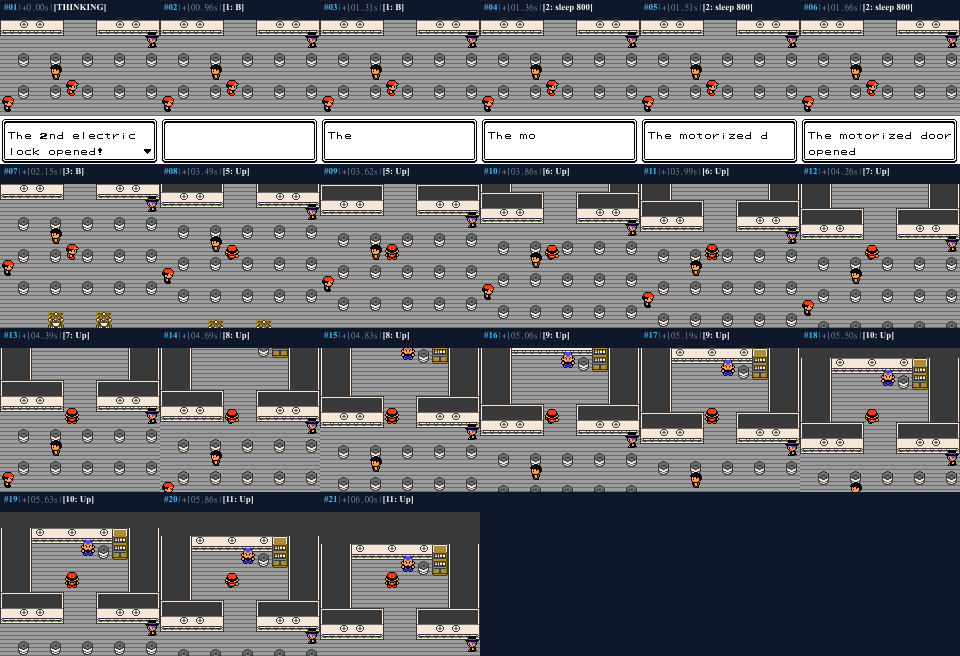 #01|+0.00s|[THINKING]
#02|+100.96s|[1: B]
#03|+101.31s|[1: B]
#04|+101.36s|[2: sleep 800]
#05|+101.51s|[2: sleep 800]
#06|+101.66s|[2: sleep 800]
The 2nd electric
lock opened!
The
The mo
The motorized d
The motorized door
opened
#07|+102.15s|[3: B]
#08|+103.49s|[5: Up]
#09|+103.62s|[5: Up]
#10|+103.86s|[6: Up]
#11|+103.99s|[6: Up]
#12|+104.26s|[7: Up]
#13|+104.39s|[7: Up]
#14|+104.69s|[8: Up]
#15|+104.83s|[8: Up]
#16|+105.06s|[9: Up]
#17|+105.19s|[9: Up]
#18|+105.50s|[10: Up]
#19|+105.63s|[10: Up]
#20|+105.86s|[11: Up]
#21|+106.00s|[11: Up]